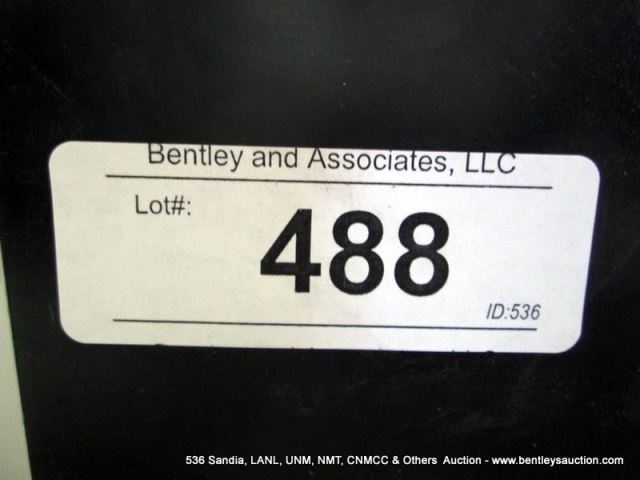 Bentley and Associates, LLC
Lot#:
488
ID:536
536 Sandia, LANL, UNM, NMT, CNMCC & Others Auction - www.bentleysauction.com